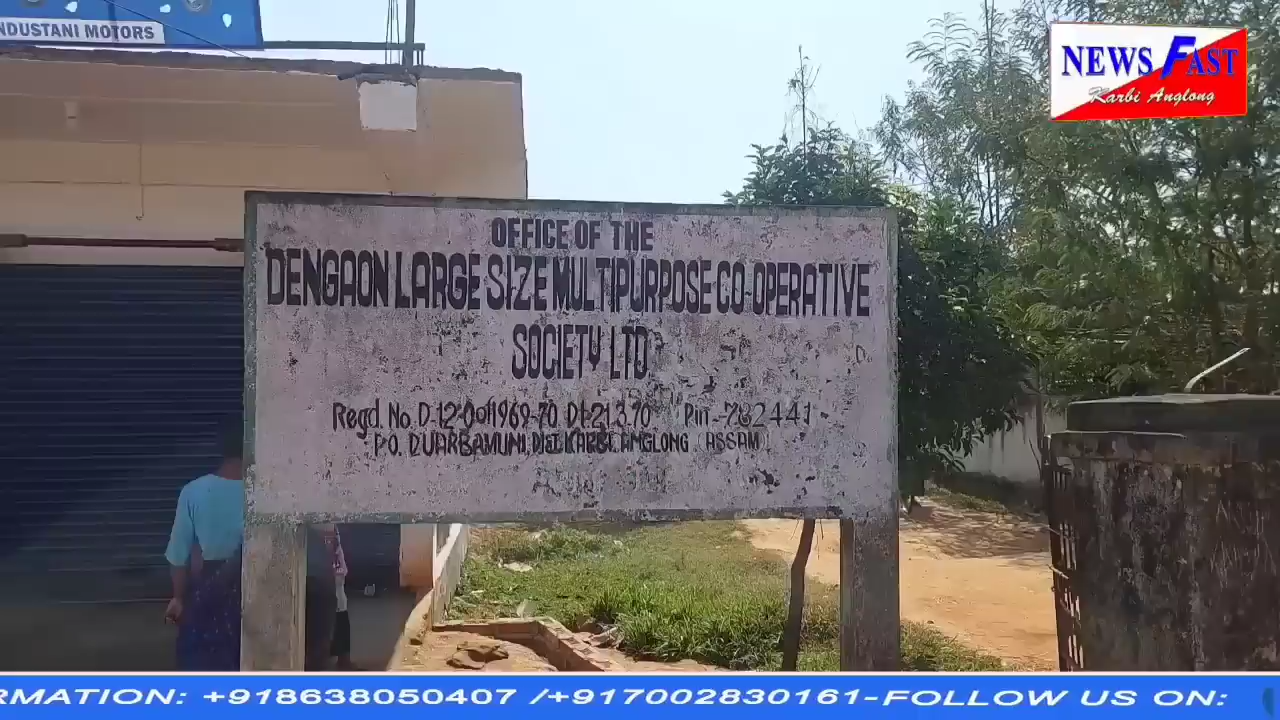 NDUSTANI MOTORS
NEWS FAST
Karbi Anglong
OFFICE OF THE
DENGAON LARGE SIZE MULTIPURPOSE CO-OPERATIVE
SOCIETY LTD
Regd. No. D-12-0of1969-70 Dt-21.3.70 Pin.-782441
P.O. DUARBAMUNI, DIST. KARBI ANGLONG (ASSAM)
RMATION: +918638050407 /+917002830161-FOLLOW US ON: